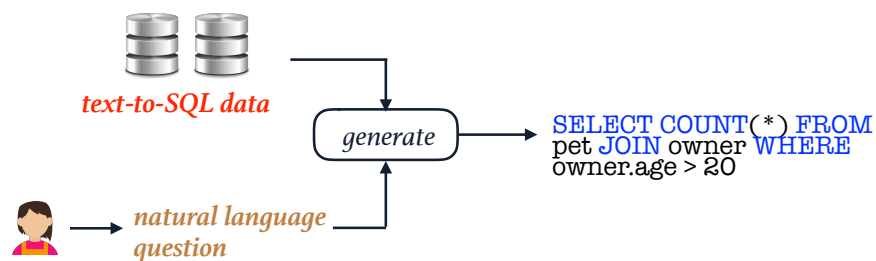 text-to-SQL data
generate
SELECT COUNT(*) FROM
pet JOIN owner WHERE
owner.age > 20
natural language
question